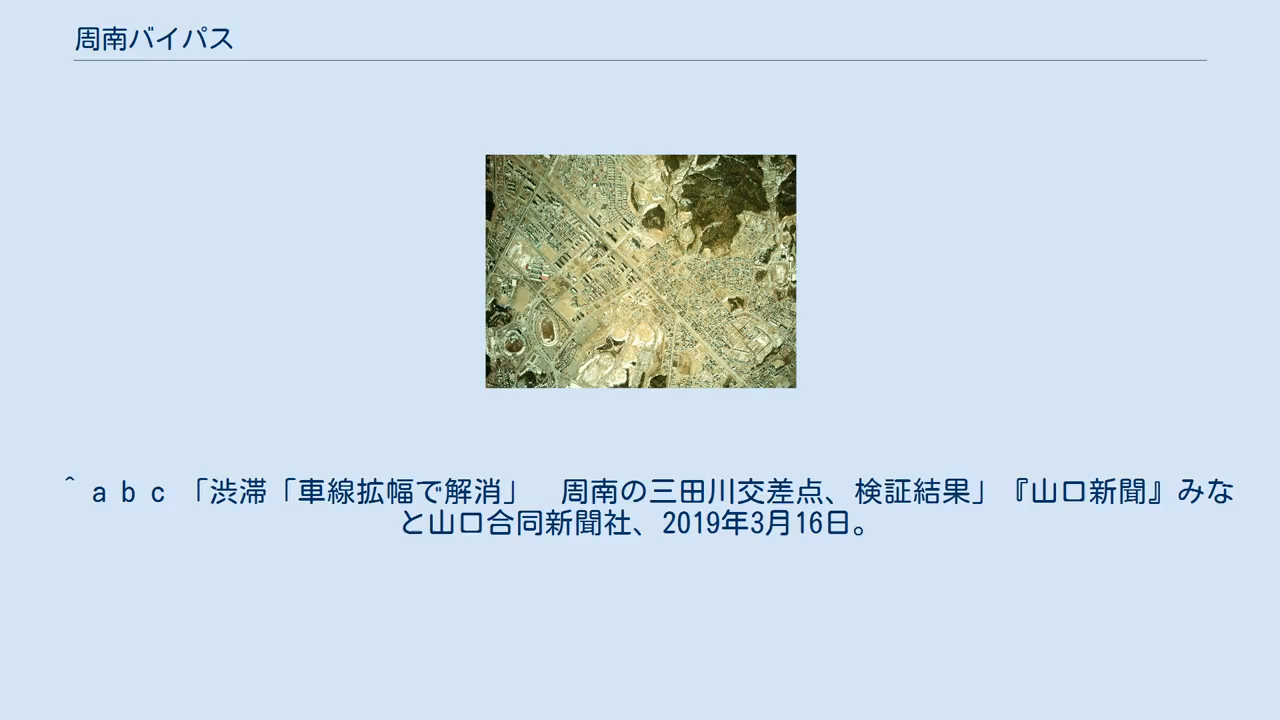 周南バイパス
^ a b c 「渋滞「車線拡幅で解消」　周南の三田川交差点、検証結果」『山口新聞』みな
と山口合同新聞社、2019年3月16日。